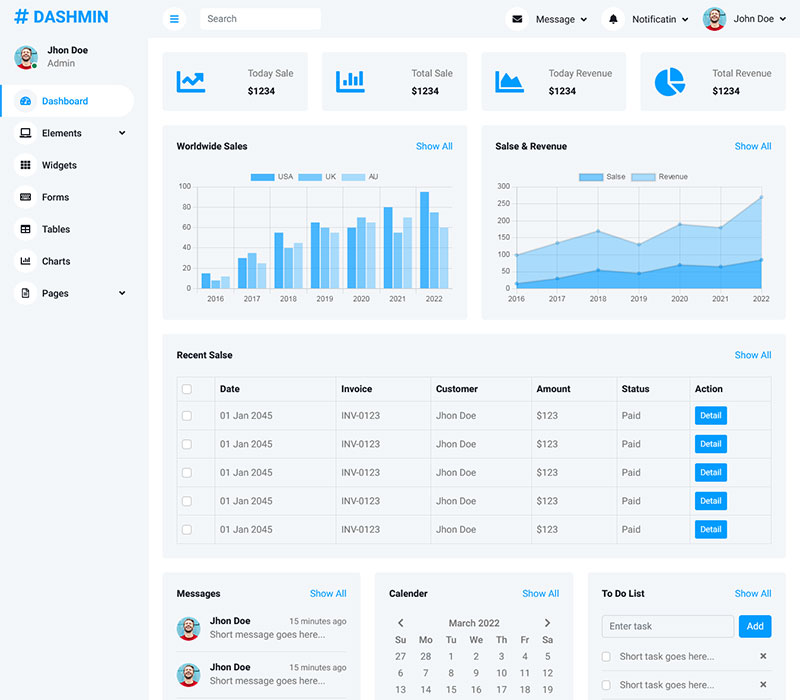 # DASHMIN
Search
Message
Notificatin
John Doe
Jhon Doe
Admin
Dashboard
Elements
Widgets
Forms
Tables
Charts
Pages
Today Sale
$1234
Total Sale
$1234
Today Revenue
$1234
Total Revenue
$1234
Worldwide Sales Show All
USA UK AU
100
80
60
40
20
0
2016 2017 2018 2019 2020 2021 2022
Salse & Revenue Show All
Salse Revenue
300
250
200
150
100
50
0
2016 2017 2018 2019 2020 2021 2022
Recent Salse Show All
Date Invoice Customer Amount Status Action
01 Jan 2045 INV-0123 Jhon Doe $123 Paid Detail
01 Jan 2045 INV-0123 Jhon Doe $123 Paid Detail
01 Jan 2045 INV-0123 Jhon Doe $123 Paid Detail
01 Jan 2045 INV-0123 Jhon Doe $123 Paid Detail
01 Jan 2045 INV-0123 Jhon Doe $123 Paid Detail
Messages Show All
Jhon Doe 15 minutes ago
Short message goes here...
Jhon Doe 15 minutes ago
Short message goes here...
Calender Show All
March 2022
Su Mo Tu We Th Fr Sa
27 28 1 2 3 4 5
6 7 8 9 10 11 12
13 14 15 16 17 18 19
To Do List Show All
Enter task Add
Short task goes here...
Short task goes here...